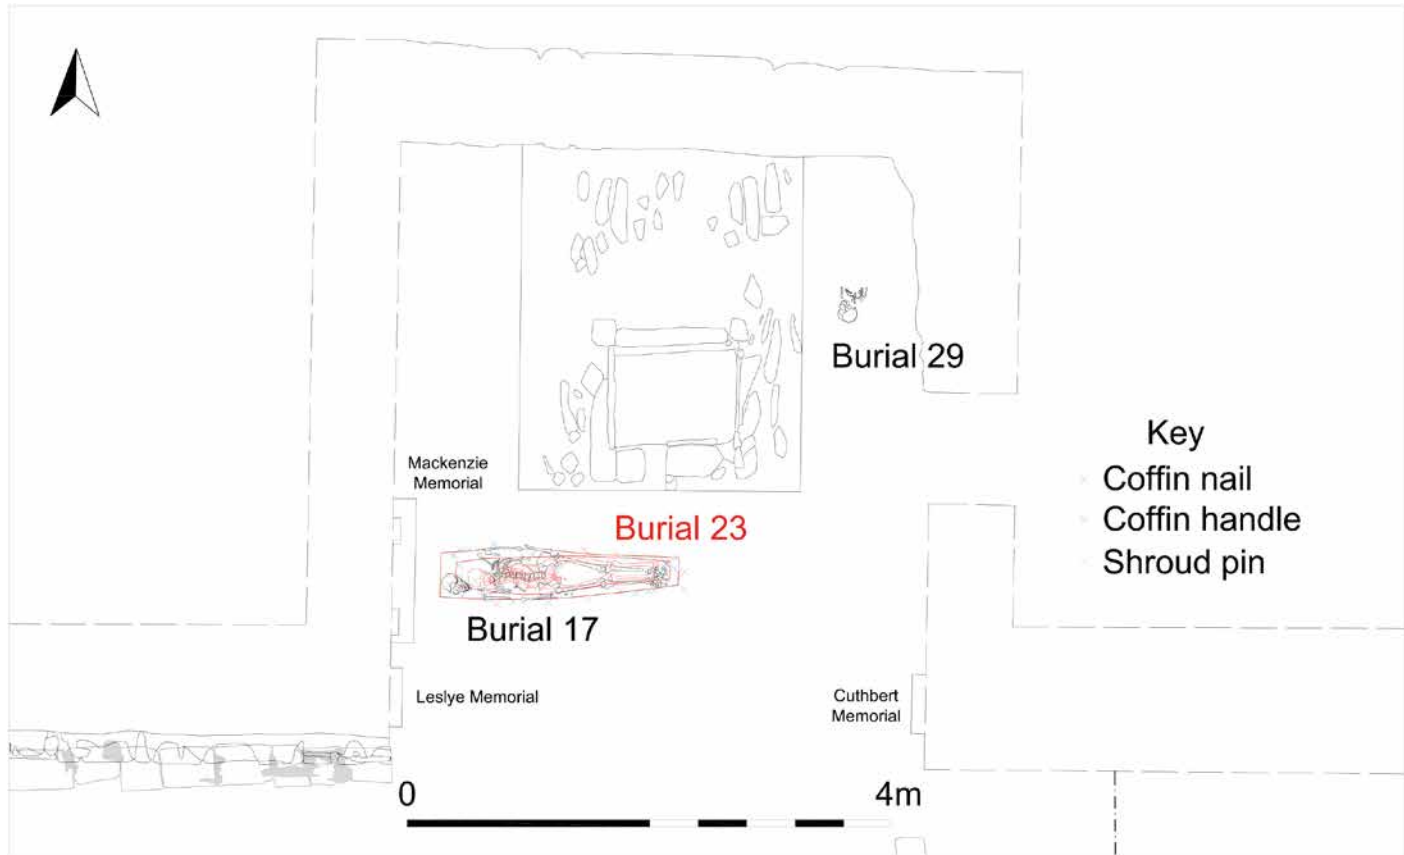 Burial 29
Key
Coffin nail
Coffin handle
Shroud pin
Mackenzie
Memorial
Burial 23
Burial 17
Leslye Memorial
Cuthbert
Memorial
0
4m